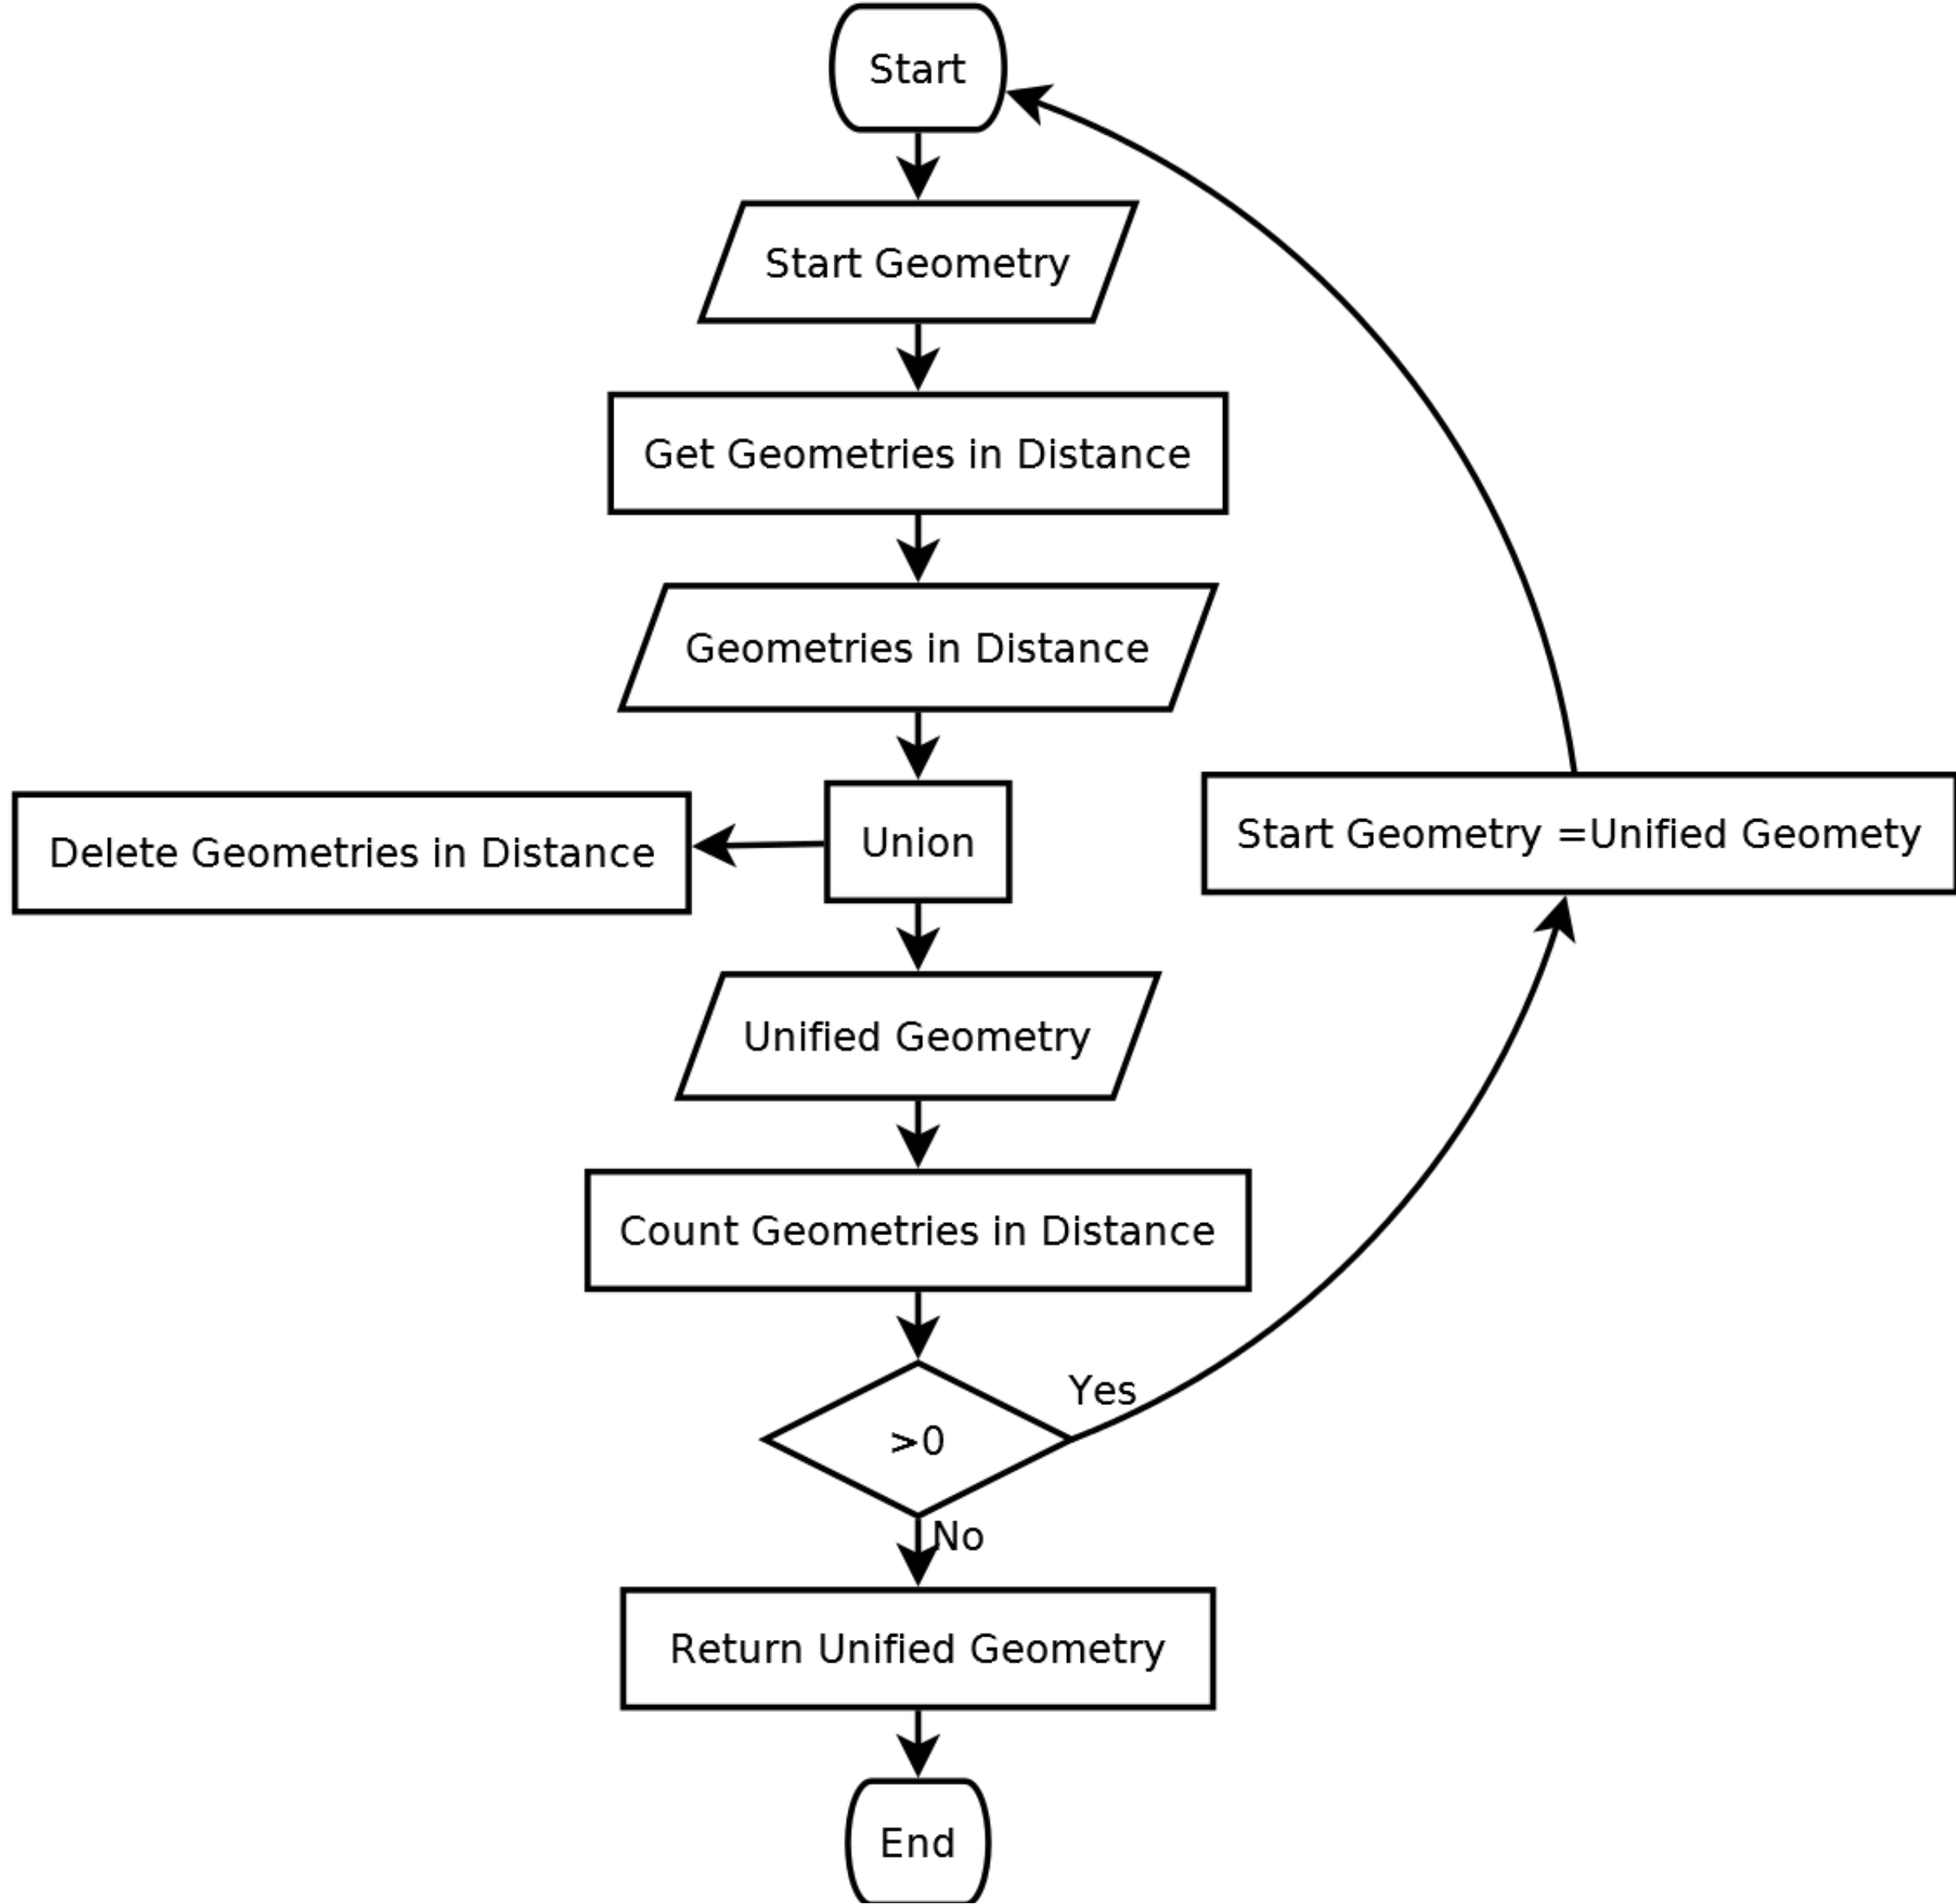 Start
Start Geometry
Get Geometries in Distance
Geometries in Distance
Union
Delete Geometries in Distance
Start Geometry =Unified Geomety
Unified Geometry
Count Geometries in Distance
>0
Yes
No
Return Unified Geometry
End